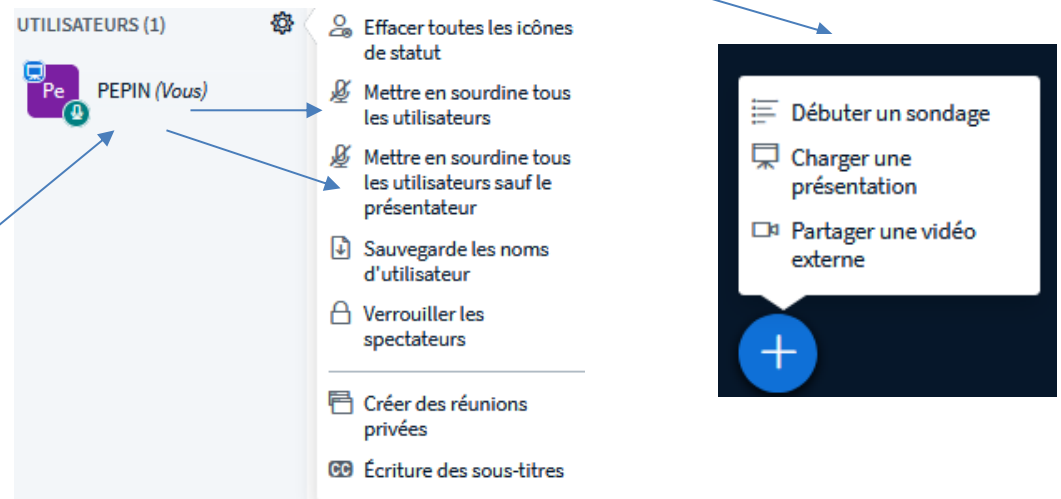 UTILISATEURS (1)
Pe
PEPIN (Vous)
Effacer toutes les icônes
de statut
Mettre en sourdine tous
les utilisateurs
Mettre en sourdine tous
les utilisateurs sauf le
présentateur
Sauvegarde les noms
d'utilisateur
Verrouiller les
spectateurs
Créer des réunions
privées
CC Écriture des sous-titres
Débuter un sondage
Charger une
présentation
Partager une vidéo
externe